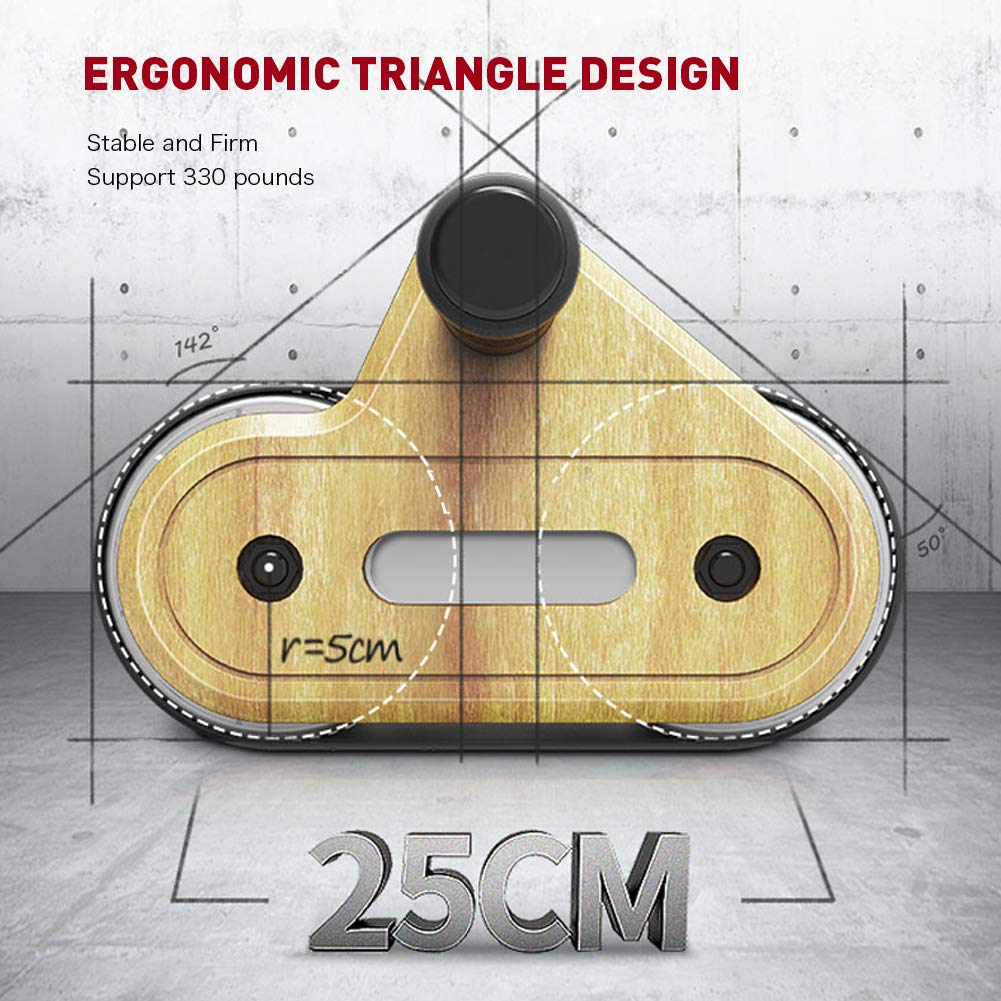 ERGONOMIC TRIANGLE DESIGN
Stable and Firm
Support 330 pounds
142°
50°
r=5cm
25CM